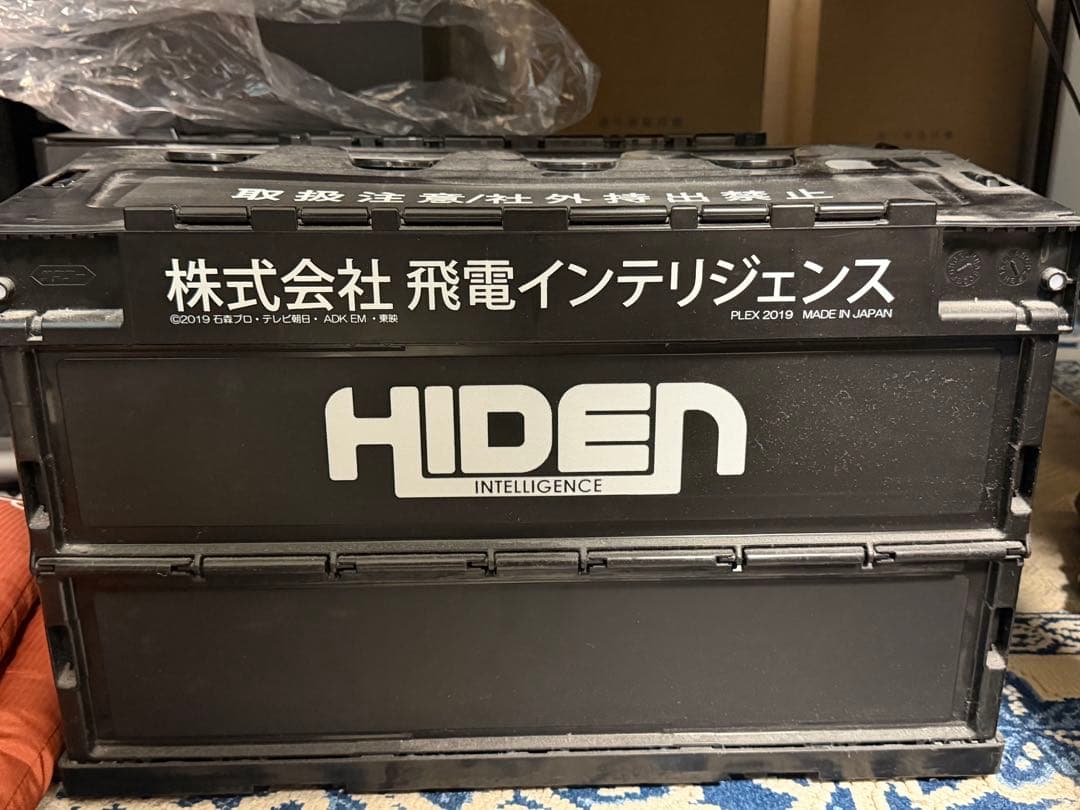 取扱注意/社外持出禁止
株式会社 飛電インテリジェンス
©2019 石森プロ・テレビ朝日・ ADK EM ・東映
PLEX 2019 MADE IN JAPAN
HIDEN
INTELLIGENCE